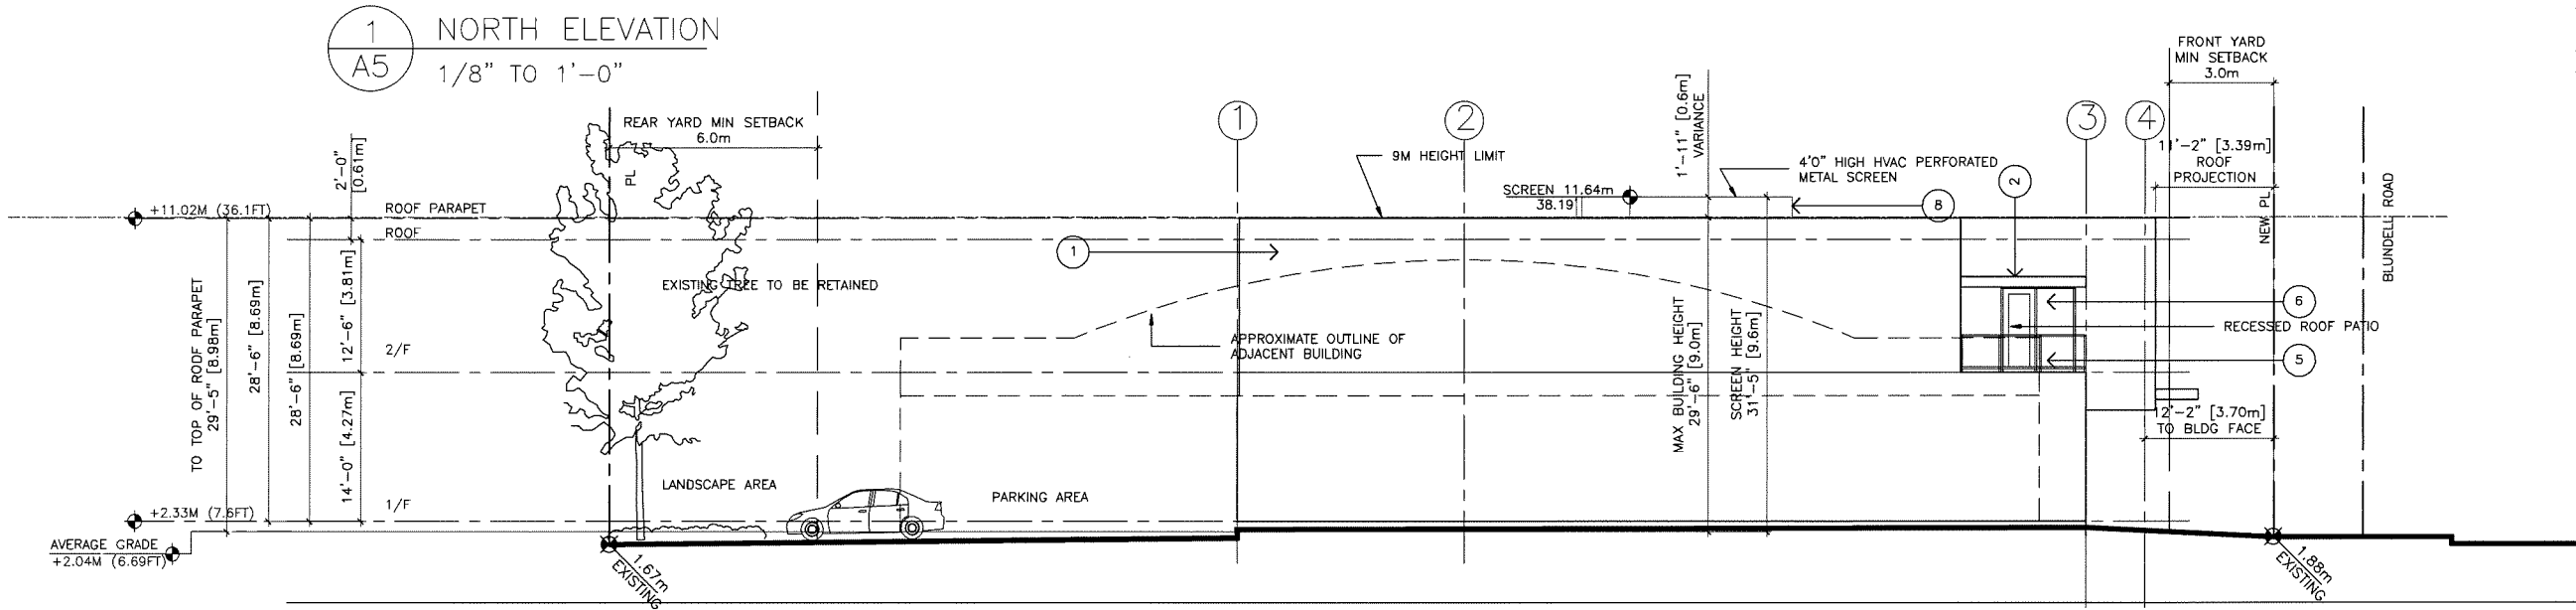 1
A5
NORTH ELEVATION
1/8" TO 1'-0"
FRONT YARD
MIN SETBACK
3.0m
1'-11" [0.6m]
VARIANCE
REAR YARD MIN SETBACK
6.0m
1
2
3
4
2'-0"
[0.61m]
PL
9M HEIGHT LIMIT
4'0" HIGH HVAC PERFORATED
METAL SCREEN
11'-2" [3.39m]
ROOF
PROJECTION
2
SCREEN 11.64m
38.19'
8
+11.02M (36.1FT)
ROOF PARAPET
ROOF
NEW PL
BLUNDELL ROAD
1
EXISTING TREE TO BE RETAINED
TO TOP OF ROOF PARAPET
29'-5" [8.98m]
28'-6" [8.69m]
28'-6" [8.69m]
12'-6" [3.81m]
14'-0" [4.27m]
2/F
APPROXIMATE OUTLINE OF
ADJACENT BUILDING
MAX BUILDING HEIGHT
29'-6" [9.0m]
SCREEN HEIGHT
31'-5" [9.6m]
6
RECESSED ROOF PATIO
5
12'-2" [3.70m]
TO BLDG FACE
LANDSCAPE AREA
PARKING AREA
1/F
+2.33M (7.6FT)
AVERAGE GRADE
+2.04M (6.69FT)
1.67m
EXISTING
1.88m
EXISTING